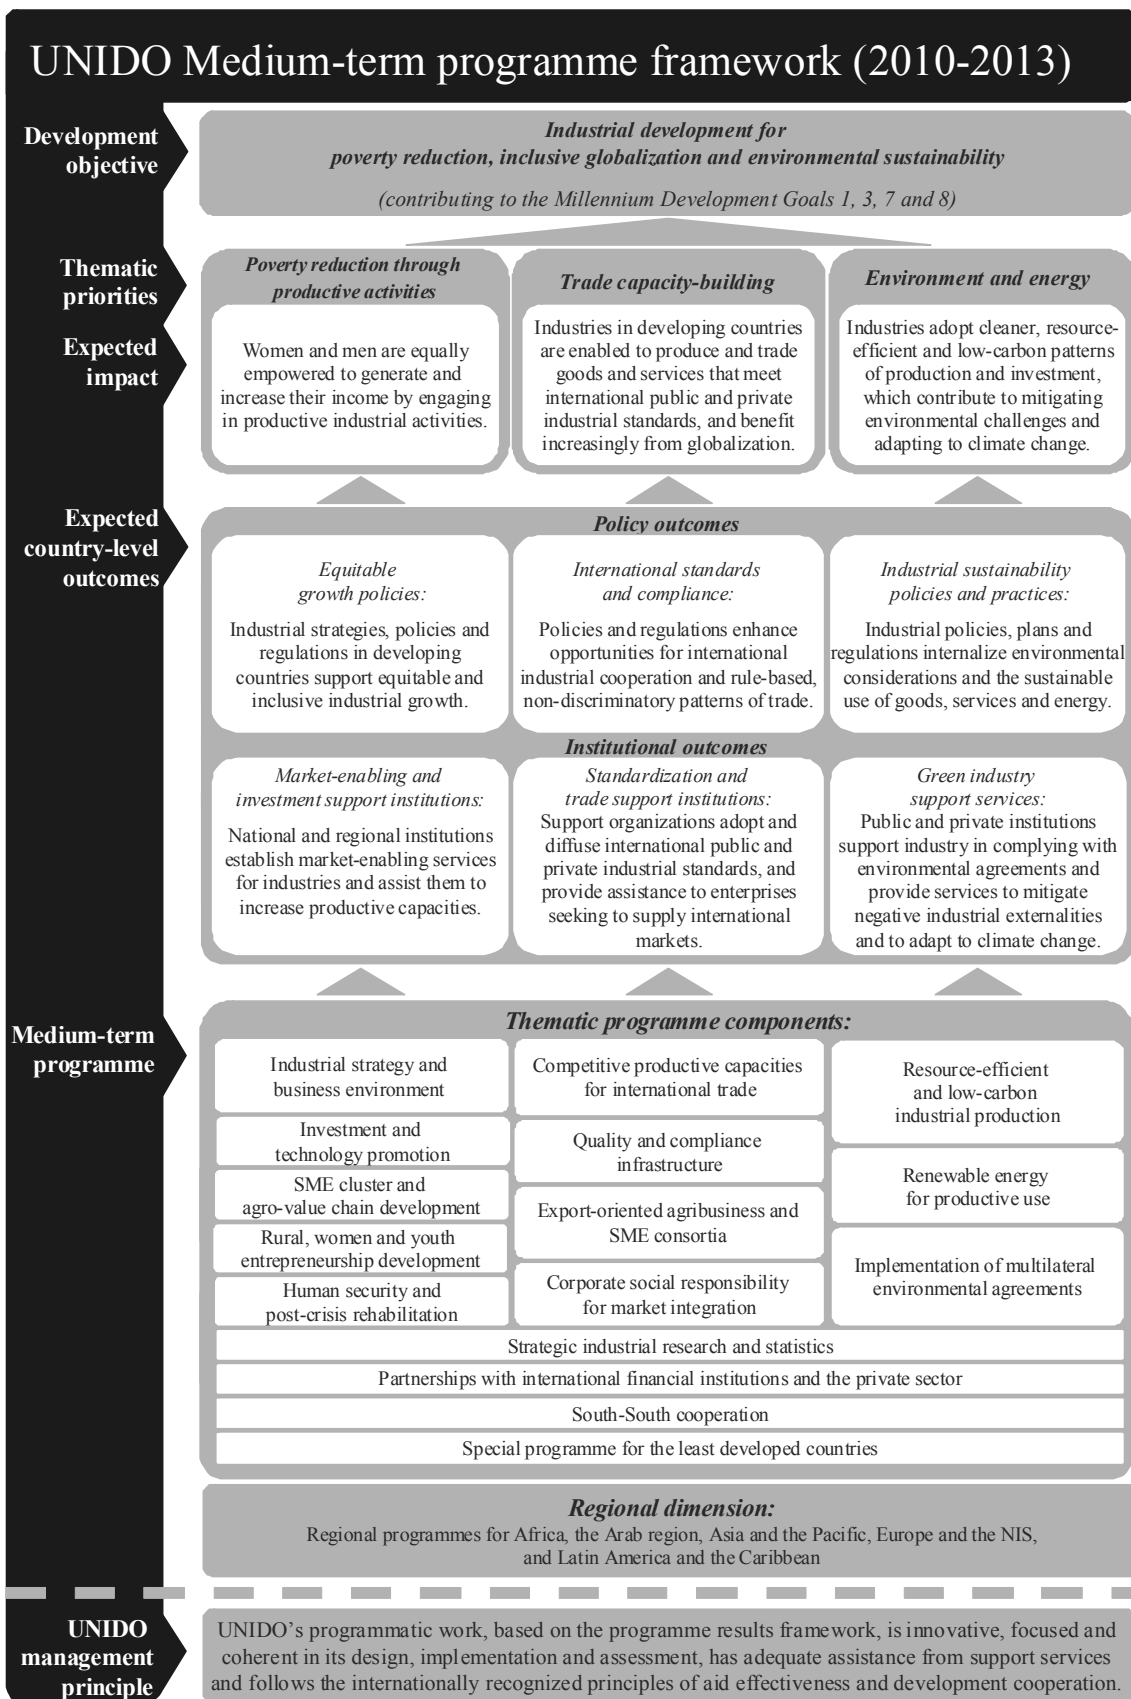 UNIDO Medium-term programme framework (2010-2013)
Development
objective
Industrial development for
poverty reduction, inclusive globalization and environmental sustainability
(contributing to the Millennium Development Goals 1, 3, 7 and 8)
Thematic
priorities
Expected
impact
Poverty reduction through
productive activities
Women and men are equally
empowered to generate and
increase their income by engaging
in productive industrial activities.
Trade capacity-building
Industries in developing countries
are enabled to produce and trade
goods and services that meet
international public and private
industrial standards, and benefit
increasingly from globalization.
Environment and energy
Industries adopt cleaner, resource-
efficient and low-carbon patterns
of production and investment,
which contribute to mitigating
environmental challenges and
adapting to climate change.
Expected
country-level
outcomes
Policy outcomes
Equitable
growth policies:
Industrial strategies, policies and
regulations in developing
countries support equitable and
inclusive industrial growth.
International standards
and compliance:
Policies and regulations enhance
opportunities for international
industrial cooperation and rule-based,
non-discriminatory patterns of trade.
Industrial sustainability
policies and practices:
Industrial policies, plans and
regulations internalize environmental
considerations and the sustainable
use of goods, services and energy.
Institutional outcomes
Market-enabling and
investment support institutions:
National and regional institutions
establish market-enabling services
for industries and assist them to
increase productive capacities.
Standardization and
trade support institutions:
Support organizations adopt and
diffuse international public and
private industrial standards, and
provide assistance to enterprises
seeking to supply international
markets.
Green industry
support services:
Public and private institutions
support industry in complying with
environmental agreements and
provide services to mitigate
negative industrial externalities
and to adapt to climate change.
Medium-term
programme
Thematic programme components:
Industrial strategy and
business environment
Investment and
technology promotion
SME cluster and
agro-value chain development
Rural, women and youth
entrepreneurship development
Human security and
post-crisis rehabilitation
Competitive productive capacities
for international trade
Quality and compliance
infrastructure
Export-oriented agribusiness and
SME consortia
Corporate social responsibility
for market integration
Resource-efficient
and low-carbon
industrial production
Renewable energy
for productive use
Implementation of multilateral
environmental agreements
Strategic industrial research and statistics
Partnerships with international financial institutions and the private sector
South-South cooperation
Special programme for the least developed countries
Regional dimension:
Regional programmes for Africa, the Arab region, Asia and the Pacific, Europe and the NIS,
and Latin America and the Caribbean
UNIDO
management
principle
UNIDO's programmatic work, based on the programme results framework, is innovative, focused and
coherent in its design, implementation and assessment, has adequate assistance from support services
and follows the internationally recognized principles of aid effectiveness and development cooperation.